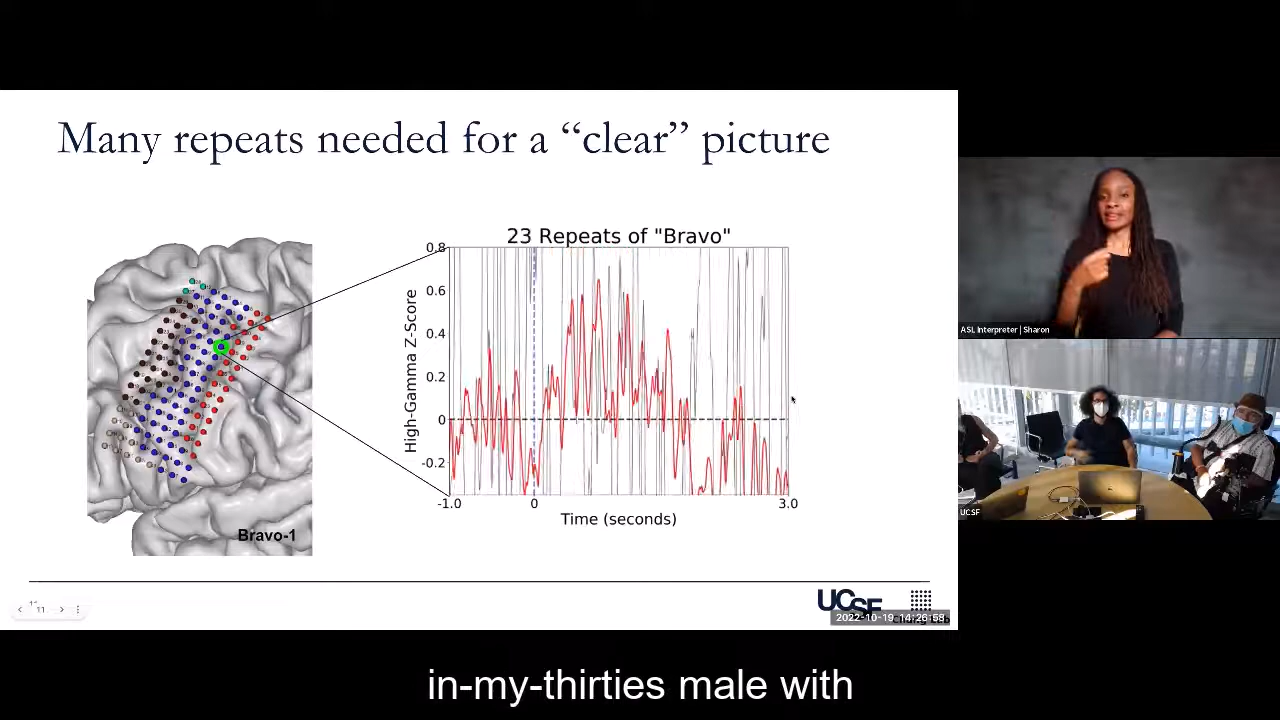 Many repeats needed for a “clear” picture
23 Repeats of "Bravo"
0.8
0.6
0.4
0.2
0
-0.2
High-Gamma Z-Score
-1.0
0
3.0
Time (seconds)
Bravo-1
11
UCSF
2022-10-19 14:26:58
ASL Interpreter | Sharon
UCSF
in-my-thirties male with